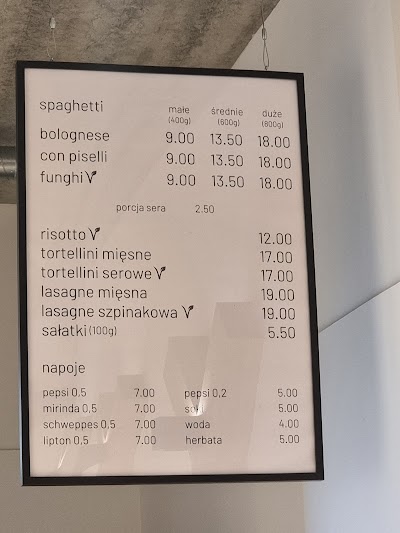 spaghetti małe średnie duże
(400g) (600g) (800g)
bolognese 9.00 13.50 18.00
con piselli 9.00 13.50 18.00
funghi 9.00 13.50 18.00
porcja sera 2.50
risotto 12.00
tortellini mięsne 17.00
tortellini serowe 17.00
lasagne mięsna 19.00
lasagne szpinakowa 19.00
sałatki (100g) 5.50
napoje
pepsi 0,5 7.00 pepsi 0,2 5.00
mirinda 0,5 7.00 sok 5.00
schweppes 0,5 7.00 woda 4.00
lipton 0,5 7.00 herbata 5.00